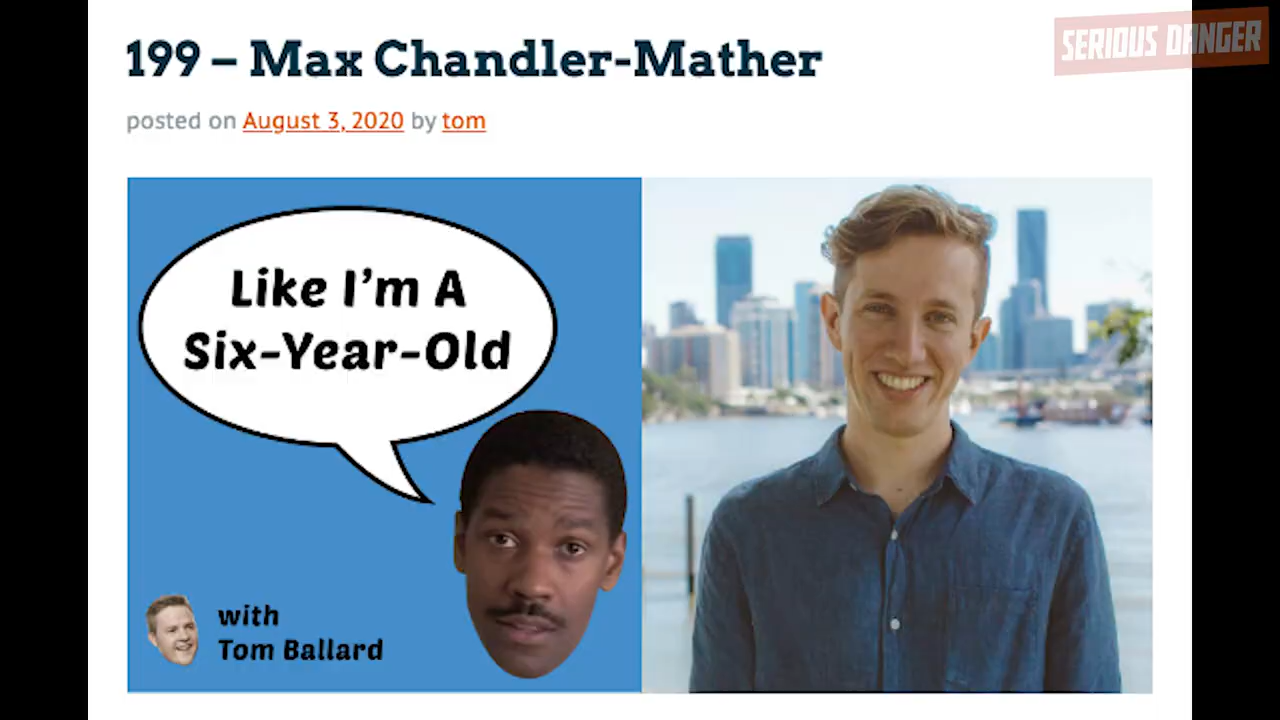 SERIOUS DANGER
199 – Max Chandler-Mather
posted on August 3, 2020 by tom
Like I'm A
Six-Year-Old
with
Tom Ballard